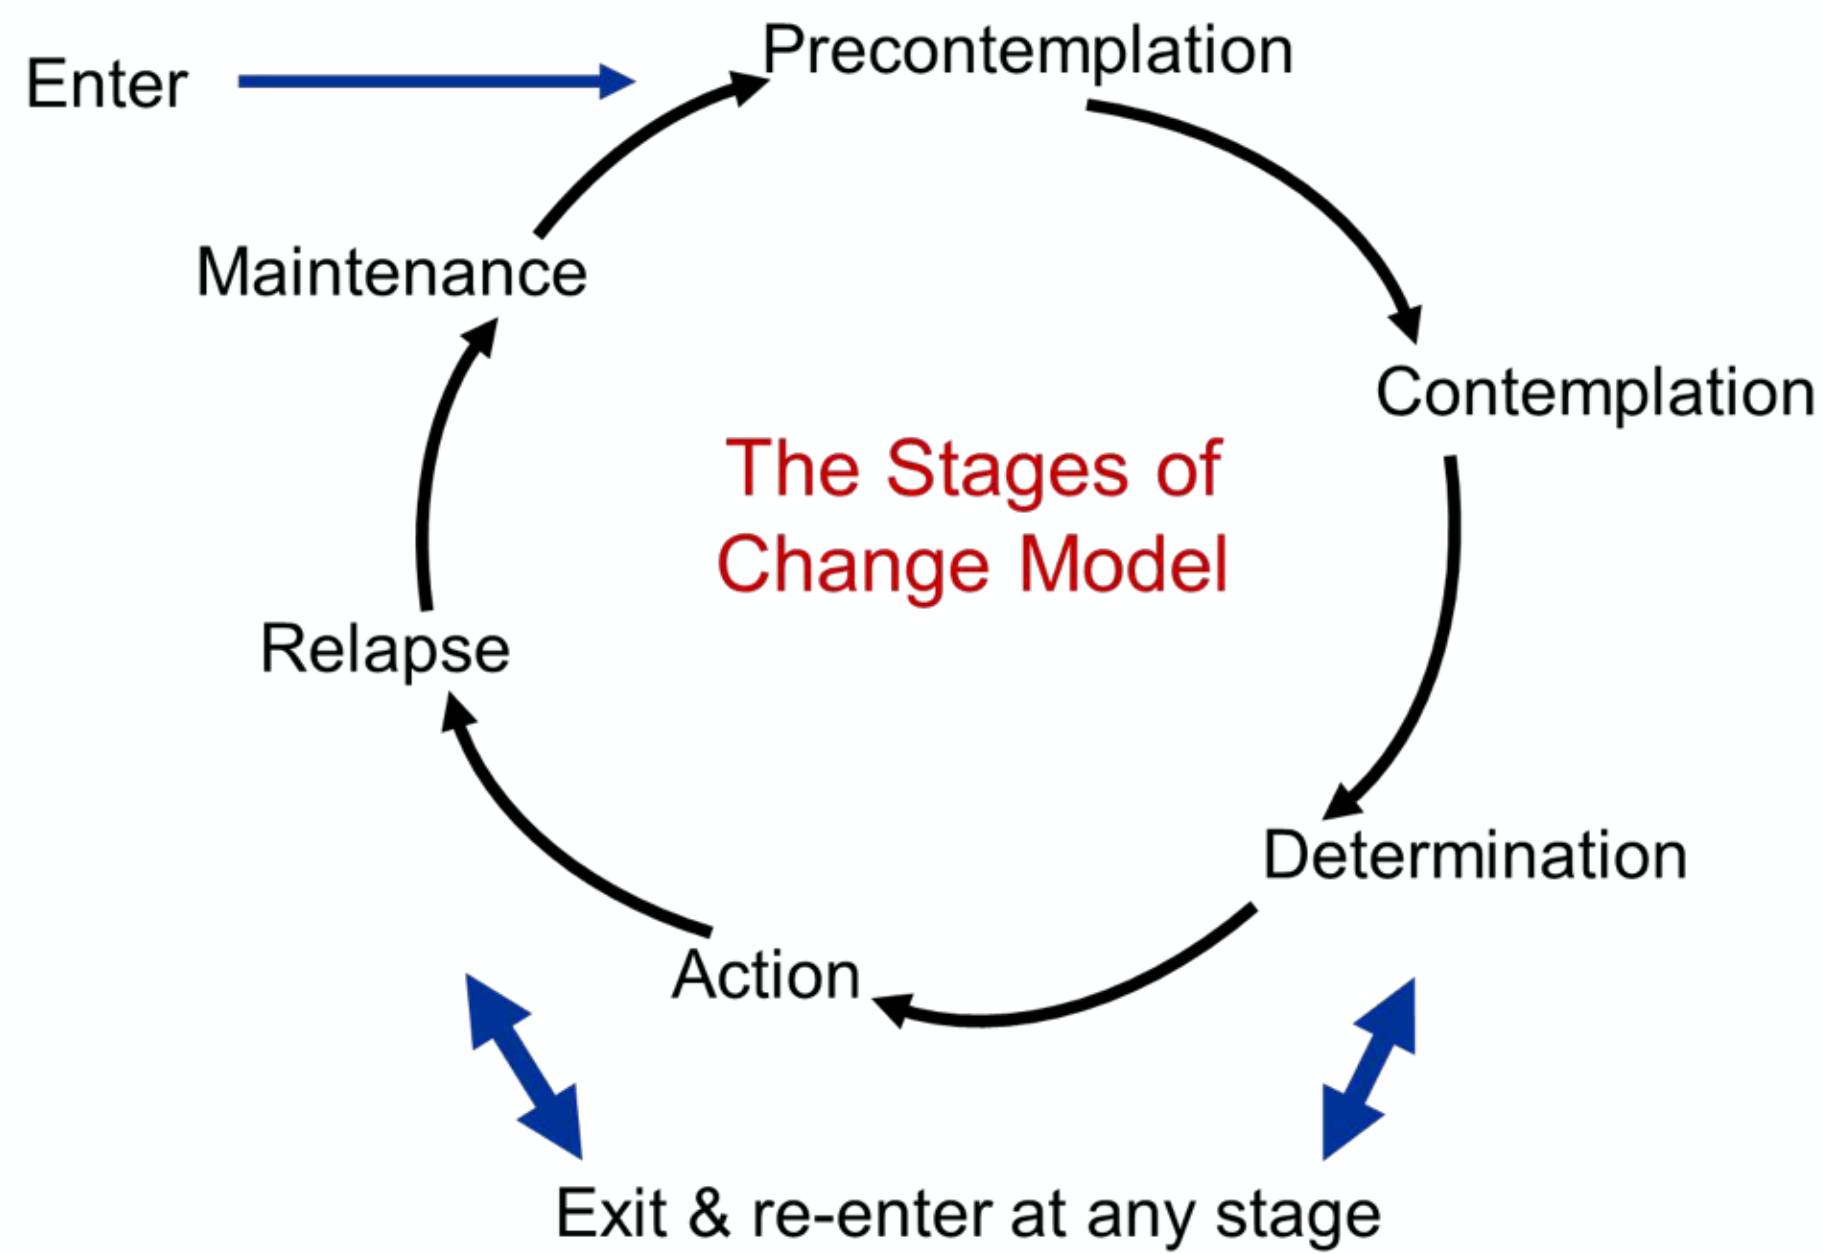 Precontemplation
Enter
Maintenance
Contemplation
The Stages of
Change Model
Relapse
Determination
Action
Exit & re-enter at any stage